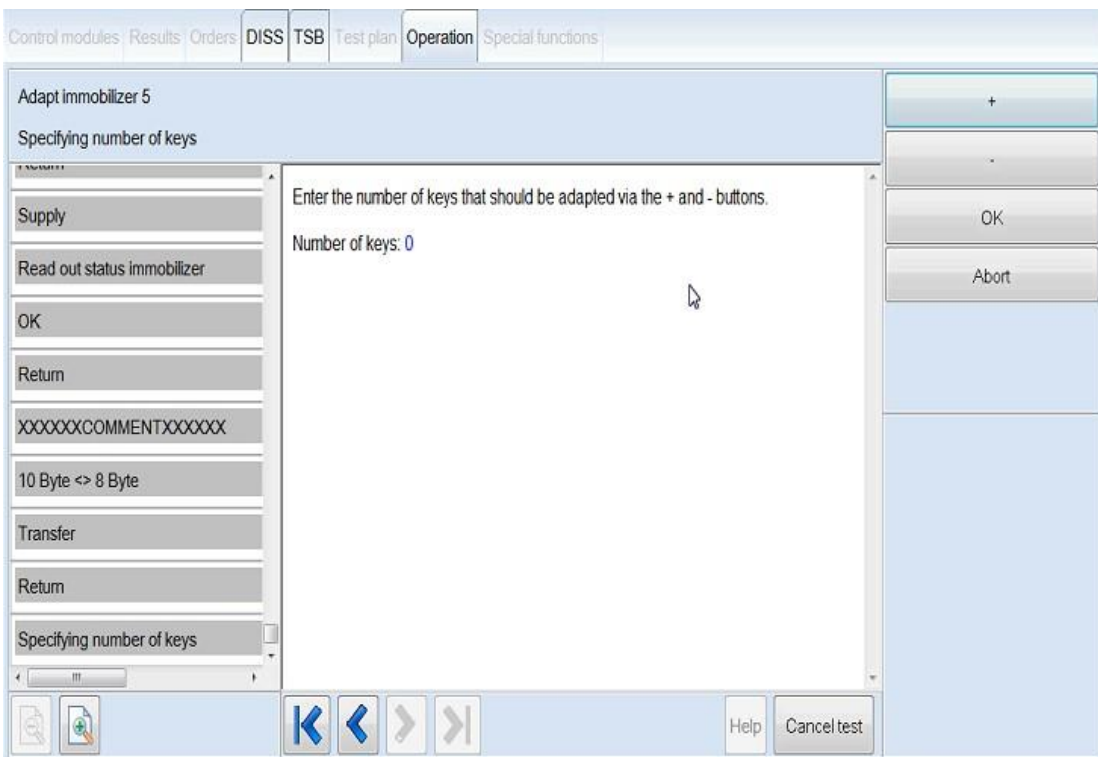 Control modules Results Orders DISS TSB Test plan Operation Special functions
Adapt immobilizer 5
Specifying number of keys
Return
Supply
Read out status immobilizer
OK
Return
XXXXXXCOMMENTXXXXXX
10 Byte <> 8 Byte
Transfer
Return
Specifying number of keys
Enter the number of keys that should be adapted via the + and - buttons.
Number of keys: 0
+
-
OK
Abort
Help
Cancel test